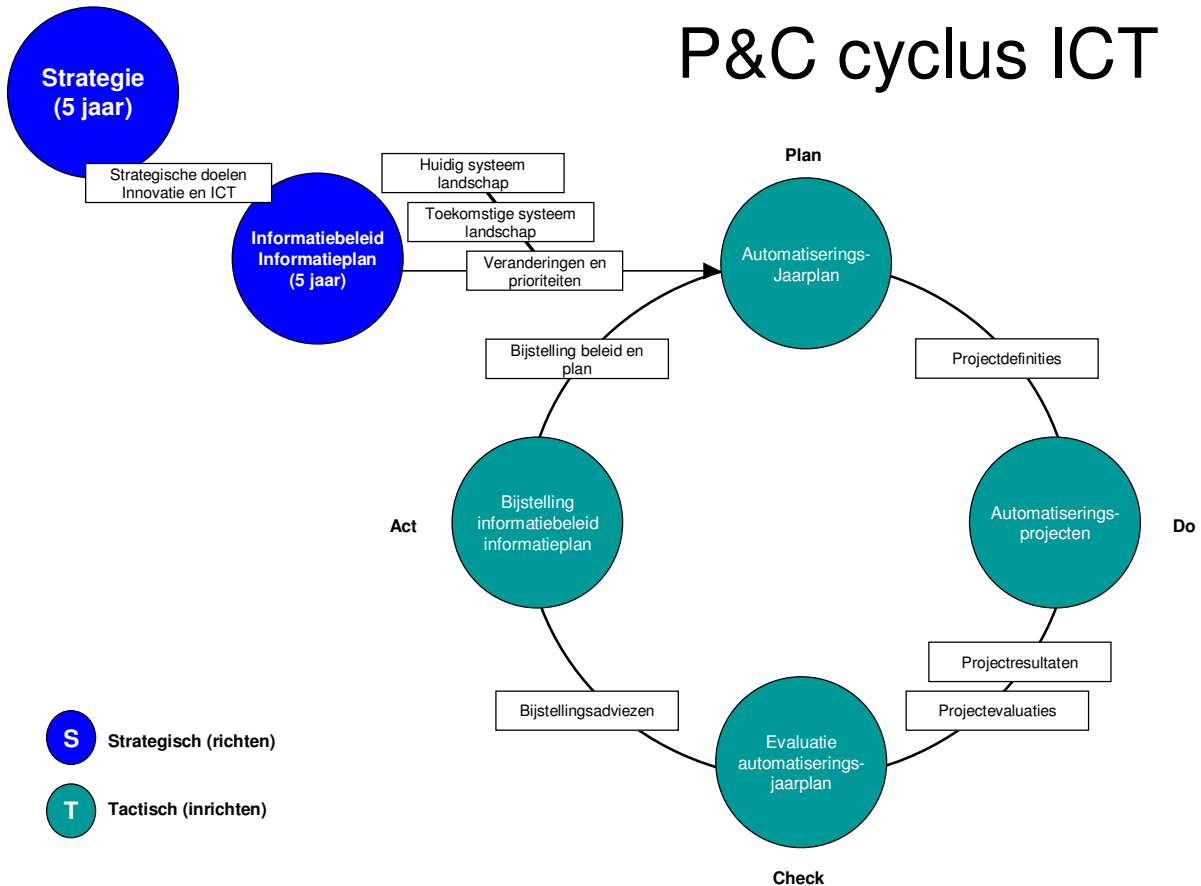 P&C cyclus ICT
Strategie
(5 jaar)
Strategische doelen
Innovatie en ICT
Informatiebeleid
Informatieplan
(5 jaar)
Huidig systeem
landschap
Toekomstige systeem
landschap
Veranderingen en
prioriteiten
Plan
Automatiserings-
Jaarplan
Bijstelling beleid en
plan
Projectdefinities
Act
Bijstelling
informatiebeleid
informatieplan
Automatiserings-
projecten
Do
Projectresultaten
Projectevaluaties
Bijstellingsadviezen
Evaluatie
automatiserings-
jaarplan
Check
S
Strategisch (richten)
T
Tactisch (inrichten)